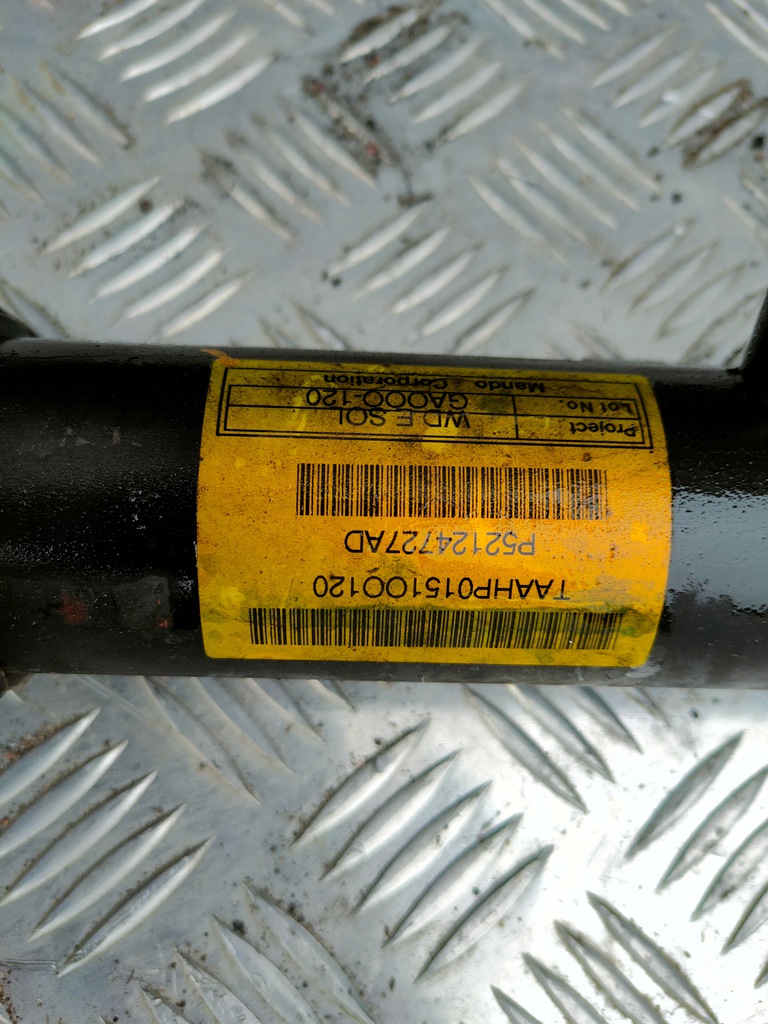 TAAHP015100120
P52124727AD
Project WD E SOL
Lot No. GA000-120
Mando Corporation